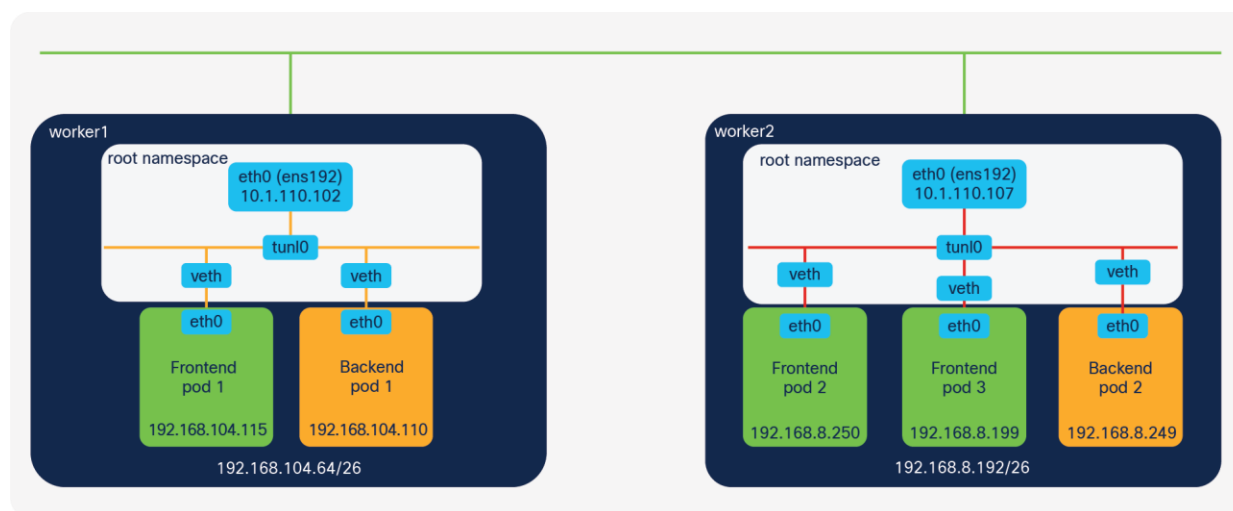 worker1
root namespace
eth0 (ens192)
10.1.110.102
tunl0
veth
veth
eth0
eth0
Frontend
pod 1
192.168.104.115
Backend
pod 1
192.168.104.110
192.168.104.64/26
worker2
root namespace
eth0 (ens192)
10.1.110.107
tunl0
veth
veth
veth
eth0
eth0
eth0
Frontend
pod 2
192.168.8.250
Frontend
pod 3
192.168.8.199
Backend
pod 2
192.168.8.249
192.168.8.192/26